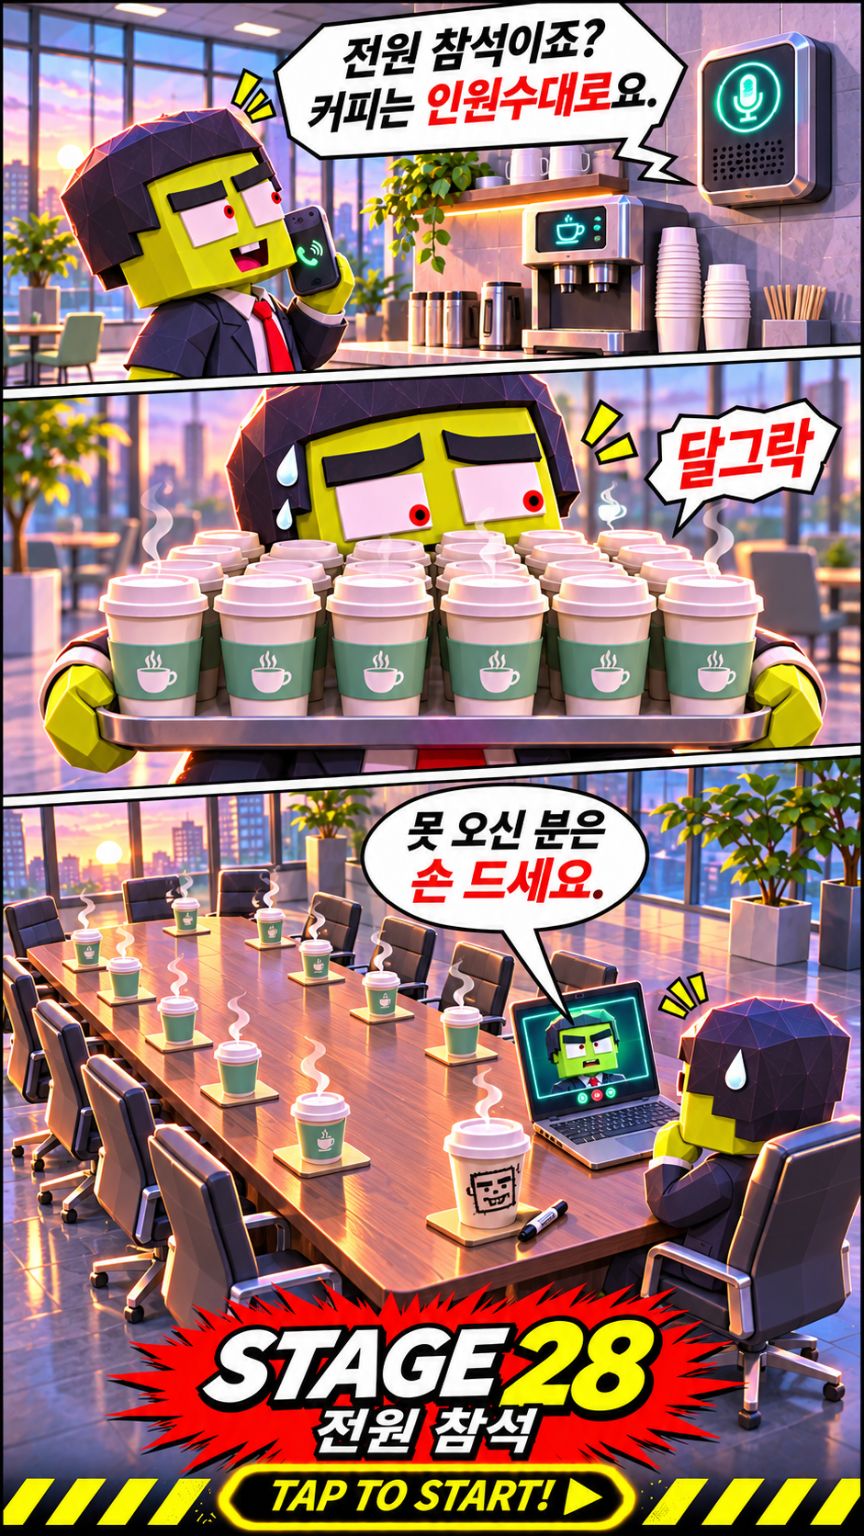 전원 참석이죠?
커피는 인원수대로요.
달그락
못 오신 분은
손 드세요.
STAGE 28
전원 참석
TAP TO START!